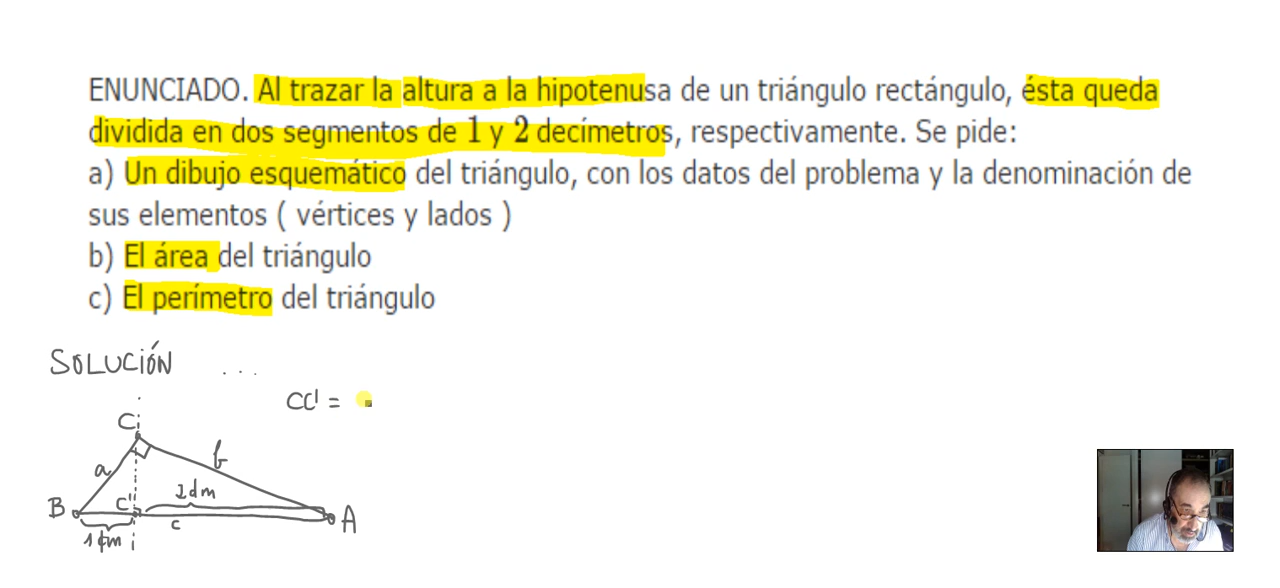 ENUNCIADO. Al trazar la altura a la hipotenusa de un triángulo rectángulo, ésta queda
dividida en dos segmentos de 1 y 2 decímetros, respectivamente. Se pide:
a) Un dibujo esquemático del triángulo, con los datos del problema y la denominación de
sus elementos ( vértices y lados )
b) El área del triángulo
c) El perímetro del triángulo
SOLUCIÓN ...
CC' =
C
a
b
B
C'
2dm
A
c
1dm